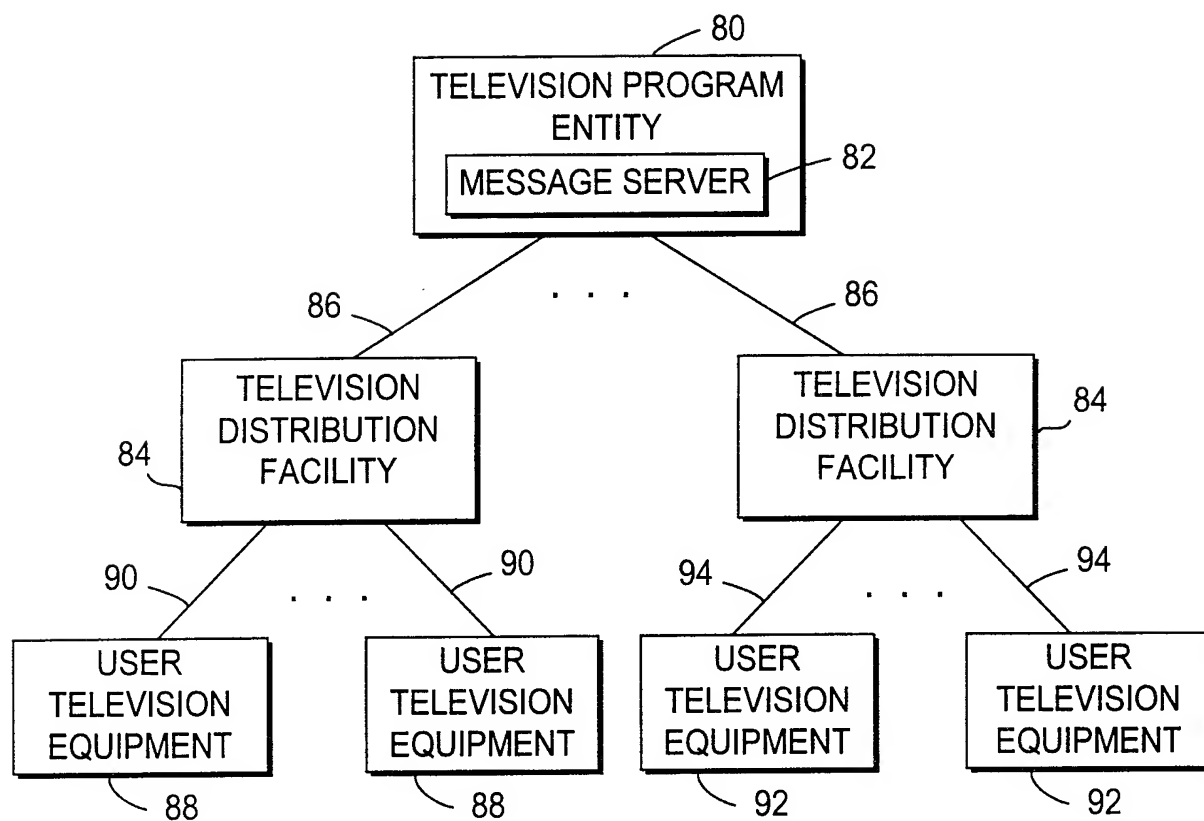 80
TELEVISION PROGRAM
ENTITY
MESSAGE SERVER
82
86
. . .
86
TELEVISION
DISTRIBUTION
FACILITY
84
TELEVISION
DISTRIBUTION
FACILITY
84
90
. . .
90
94
. . .
94
USER
TELEVISION
EQUIPMENT
88
USER
TELEVISION
EQUIPMENT
88
USER
TELEVISION
EQUIPMENT
92
USER
TELEVISION
EQUIPMENT
92